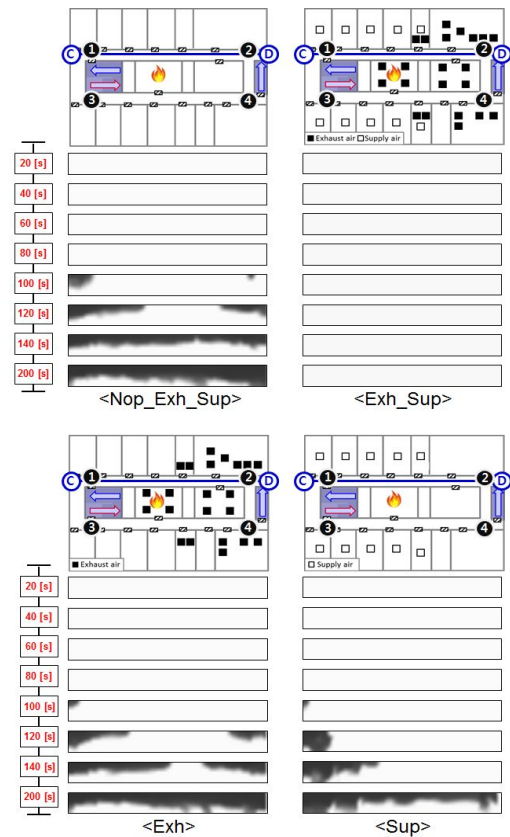 1 2
C D
3 4
1 2
C D
3 4
■ Exhaust air □ Supply air
20 [s]
40 [s]
60 [s]
80 [s]
100 [s]
120 [s]
140 [s]
200 [s]
<Nop_Exh_Sup> <Exh_Sup>
1 2
C D
3 4
■ Exhaust air
1 2
C D
3 4
□ Supply air
20 [s]
40 [s]
60 [s]
80 [s]
100 [s]
120 [s]
140 [s]
200 [s]
<Exh> <Sup>